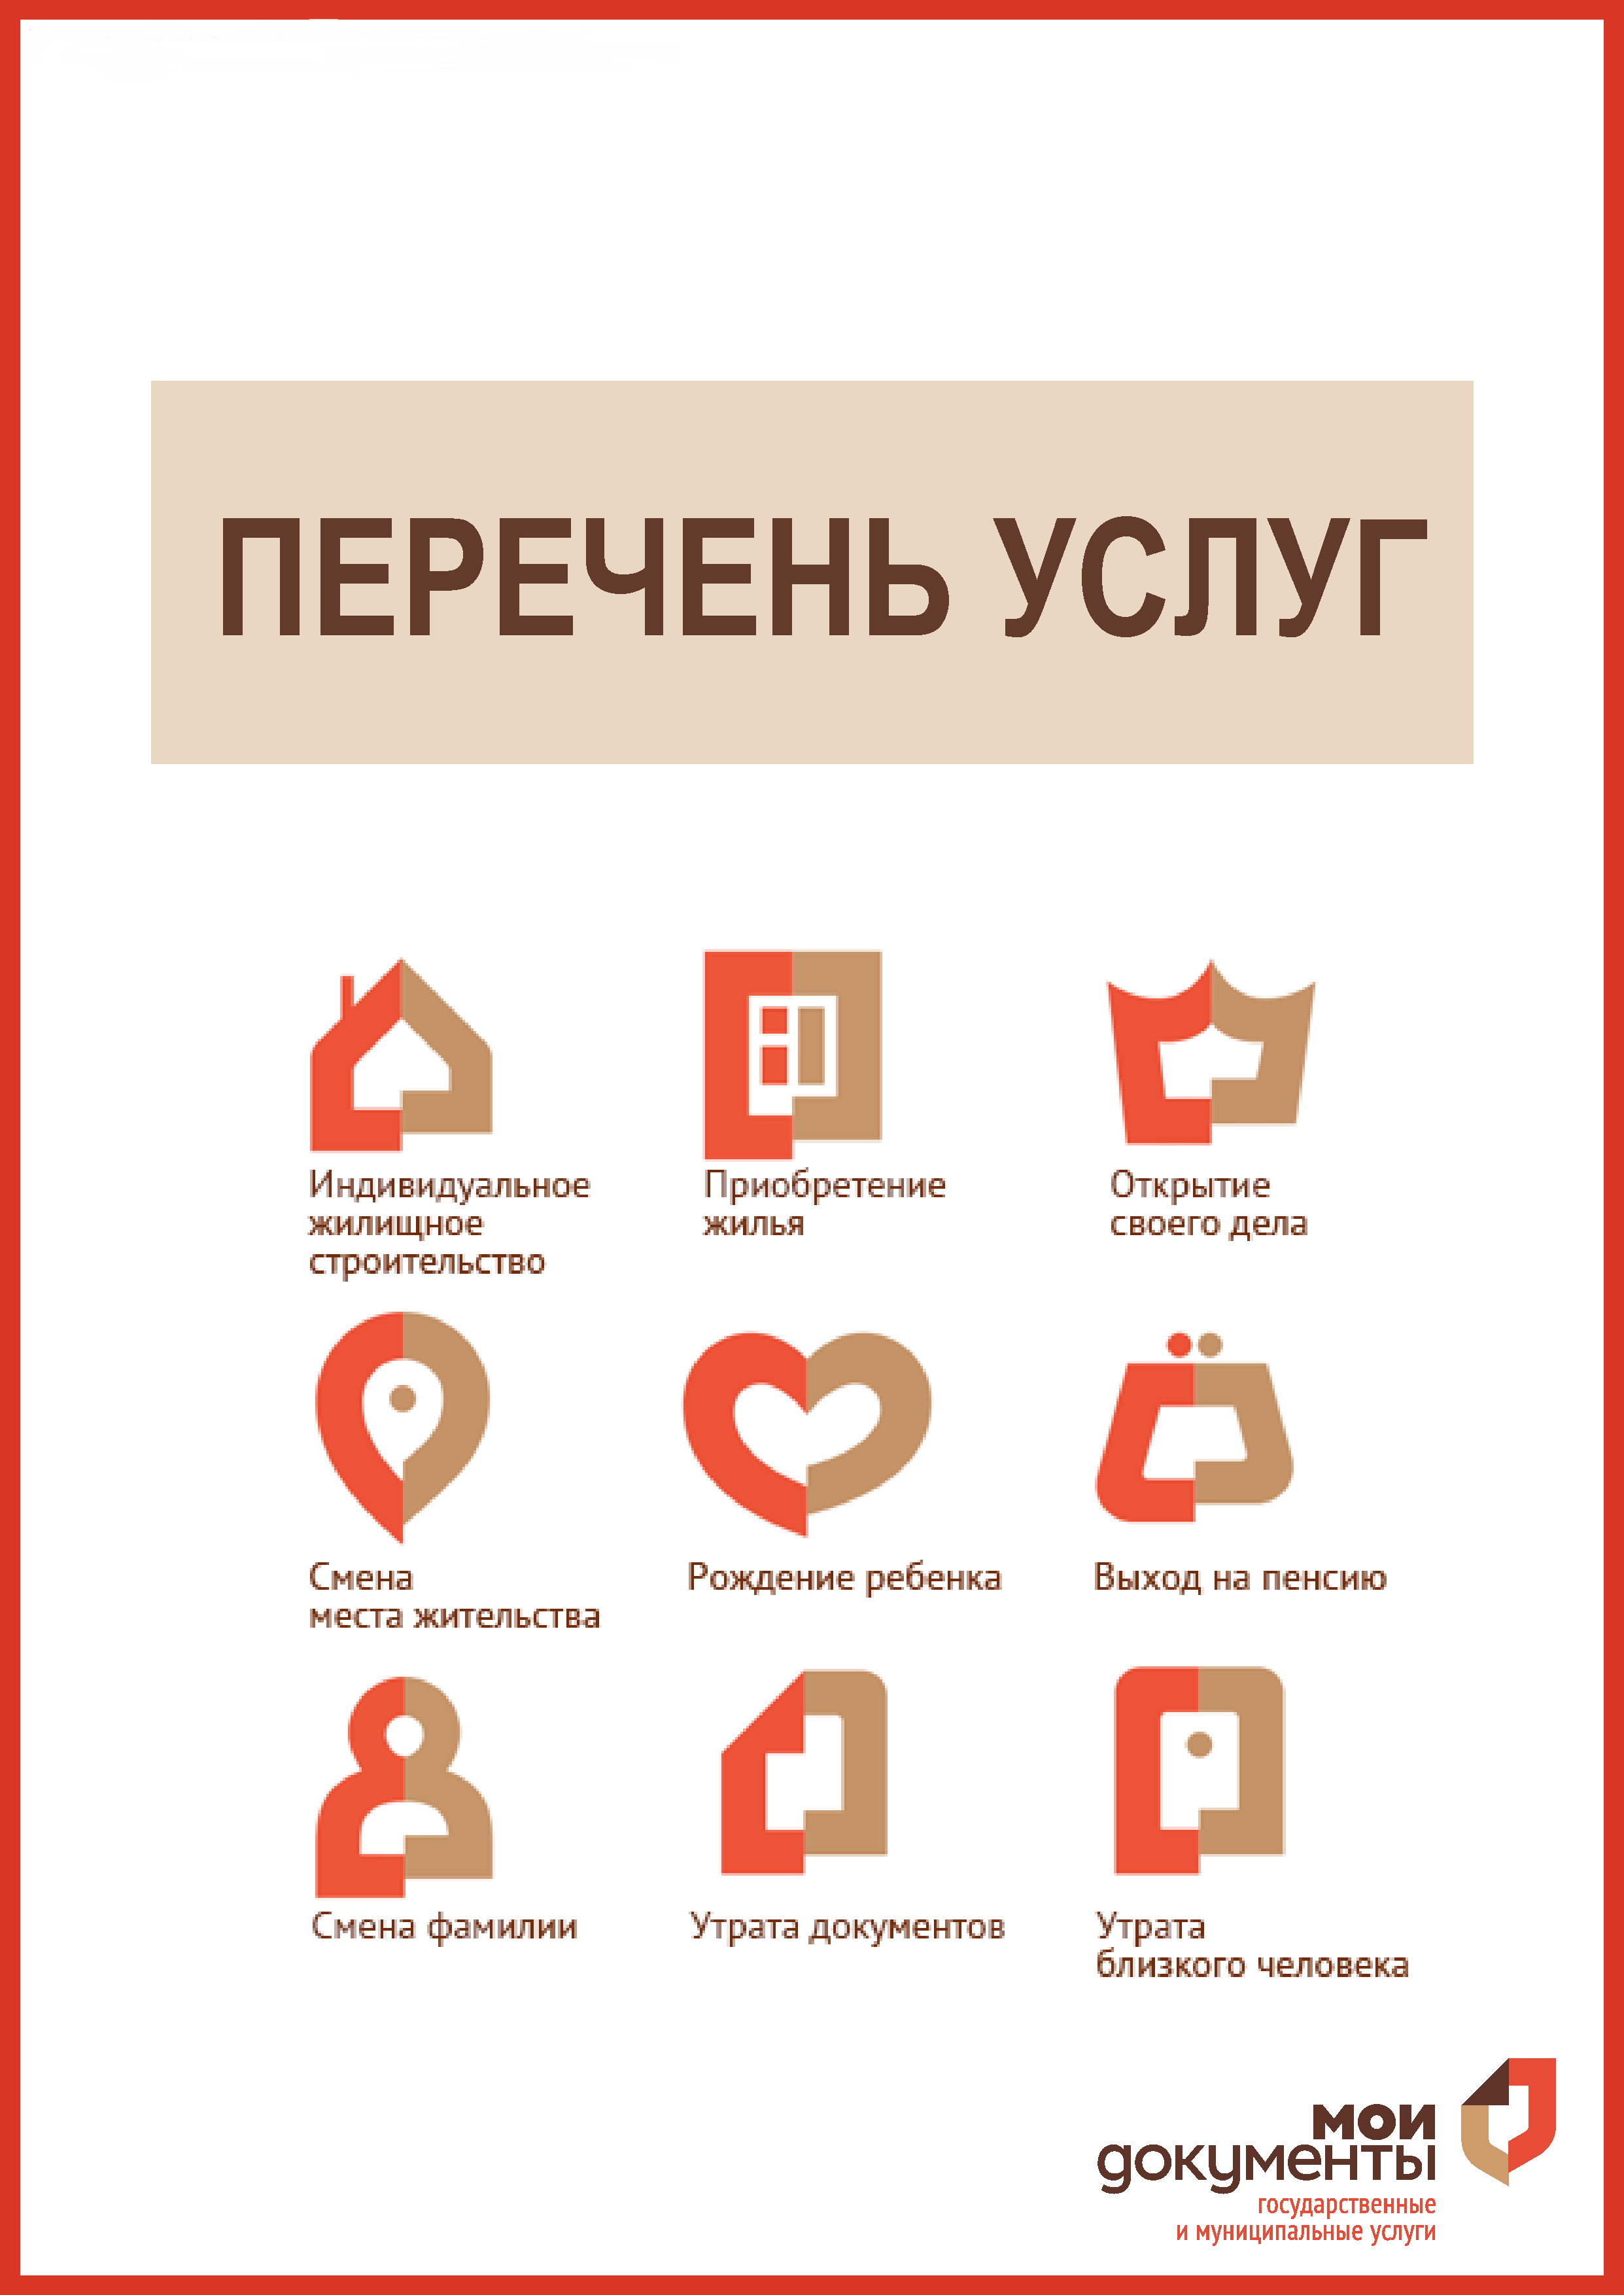 ПЕРЕЧЕНЬ УСЛУГ
Индивидуальное
жилищное
строительство
Приобретение
жилья
Открытие
своего дела
Смена
места жительства
Рождение ребенка
Выход на пенсию
Смена фамилии
Утрата документов
Утрата
близкого человека
мои
документы
государственные
и муниципальные услуги